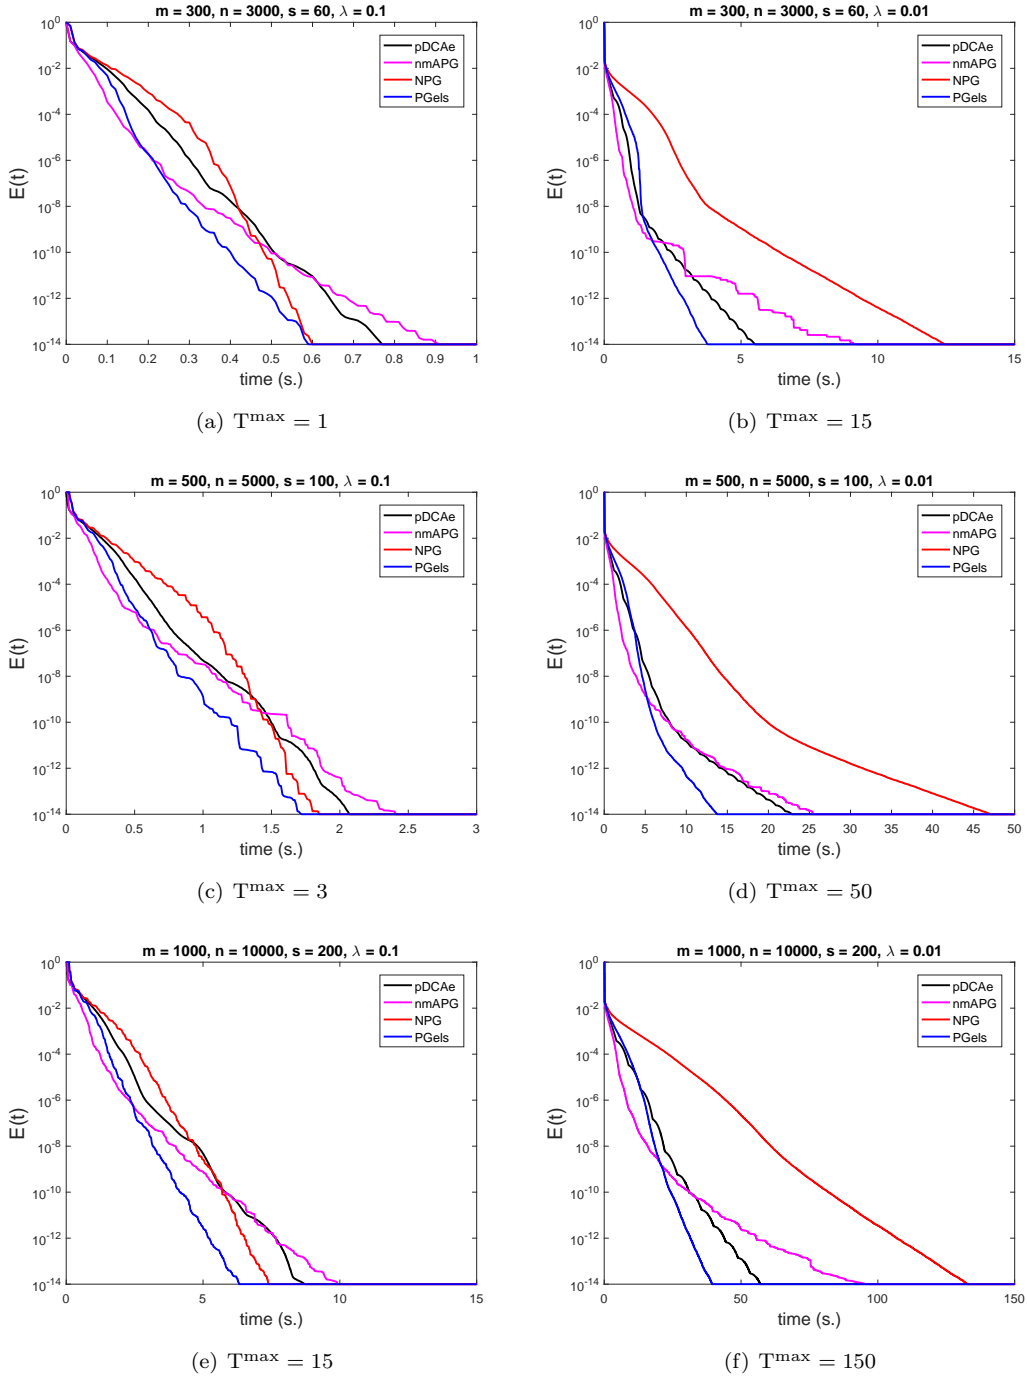 m = 300, n = 3000, s = 60, λ = 0.1
E(t)
10^0
10^-2
10^-4
10^-6
10^-8
10^-10
10^-12
10^-14
pDCAe
nmAPG
NPG
PGels
0 0.1 0.2 0.3 0.4 0.5 0.6 0.7 0.8 0.9 1
time (s.)
(a) T^max = 1
m = 300, n = 3000, s = 60, λ = 0.01
E(t)
10^0
10^-2
10^-4
10^-6
10^-8
10^-10
10^-12
10^-14
pDCAe
nmAPG
NPG
PGels
0 5 10 15
time (s.)
(b) T^max = 15
m = 500, n = 5000, s = 100, λ = 0.1
E(t)
10^0
10^-2
10^-4
10^-6
10^-8
10^-10
10^-12
10^-14
pDCAe
nmAPG
NPG
PGels
0 0.5 1 1.5 2 2.5 3
time (s.)
(c) T^max = 3
m = 500, n = 5000, s = 100, λ = 0.01
E(t)
10^0
10^-2
10^-4
10^-6
10^-8
10^-10
10^-12
10^-14
pDCAe
nmAPG
NPG
PGels
0 5 10 15 20 25 30 35 40 45 50
time (s.)
(d) T^max = 50
m = 1000, n = 10000, s = 200, λ = 0.1
E(t)
10^0
10^-2
10^-4
10^-6
10^-8
10^-10
10^-12
10^-14
pDCAe
nmAPG
NPG
PGels
0 5 10 15
time (s.)
(e) T^max = 15
m = 1000, n = 10000, s = 200, λ = 0.01
E(t)
10^0
10^-2
10^-4
10^-6
10^-8
10^-10
10^-12
10^-14
pDCAe
nmAPG
NPG
PGels
0 50 100 150
time (s.)
(f) T^max = 150